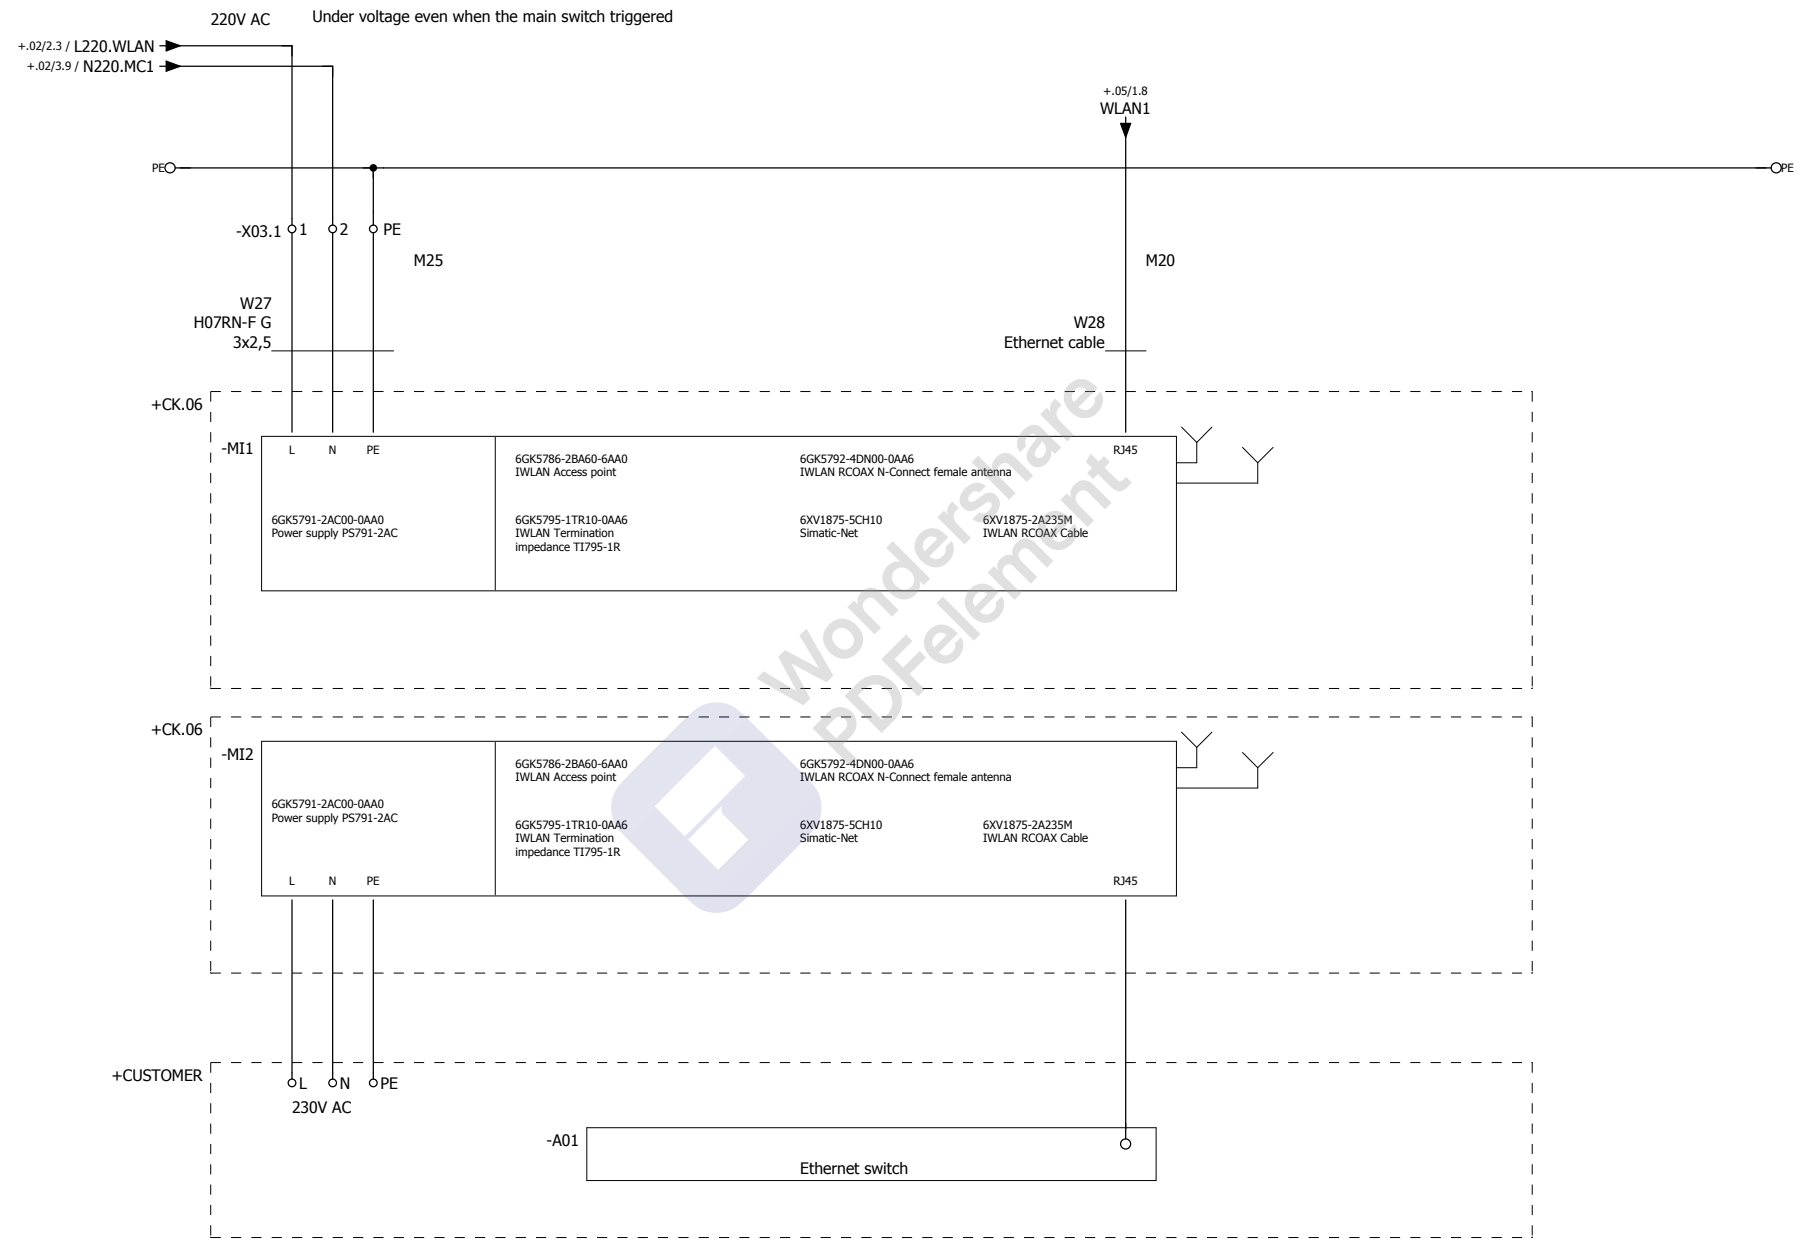 220V AC
Under voltage even when the main switch triggered
+.02/2.3 / L220.WLAN
+.02/3.9 / N220.MC1
+.05/1.8
WLAN1
PE
PE
-X03.1 1 2 PE
M25
M20
W27
H07RN-F G
3x2,5
W28
Ethernet cable
+CK.06
-MI1
L N PE
RJ45
6GK5786-2BA60-6AA0
IWLAN Access point
6GK5792-4DN00-0AA6
IWLAN RCOAX N-Connect female antenna
6GK5791-2AC00-0AA0
Power supply PS791-2AC
6GK5795-1TR10-0AA6
IWLAN Termination
impedance TI795-1R
6XV1875-5CH10
Simatic-Net
6XV1875-2A235M
IWLAN RCOAX Cable
Wondershare
PDFelement
+CK.06
-MI2
6GK5786-2BA60-6AA0
IWLAN Access point
6GK5792-4DN00-0AA6
IWLAN RCOAX N-Connect female antenna
6GK5791-2AC00-0AA0
Power supply PS791-2AC
6GK5795-1TR10-0AA6
IWLAN Termination
impedance TI795-1R
6XV1875-5CH10
Simatic-Net
6XV1875-2A235M
IWLAN RCOAX Cable
L N PE
RJ45
+CUSTOMER
L N PE
230V AC
-A01
Ethernet switch